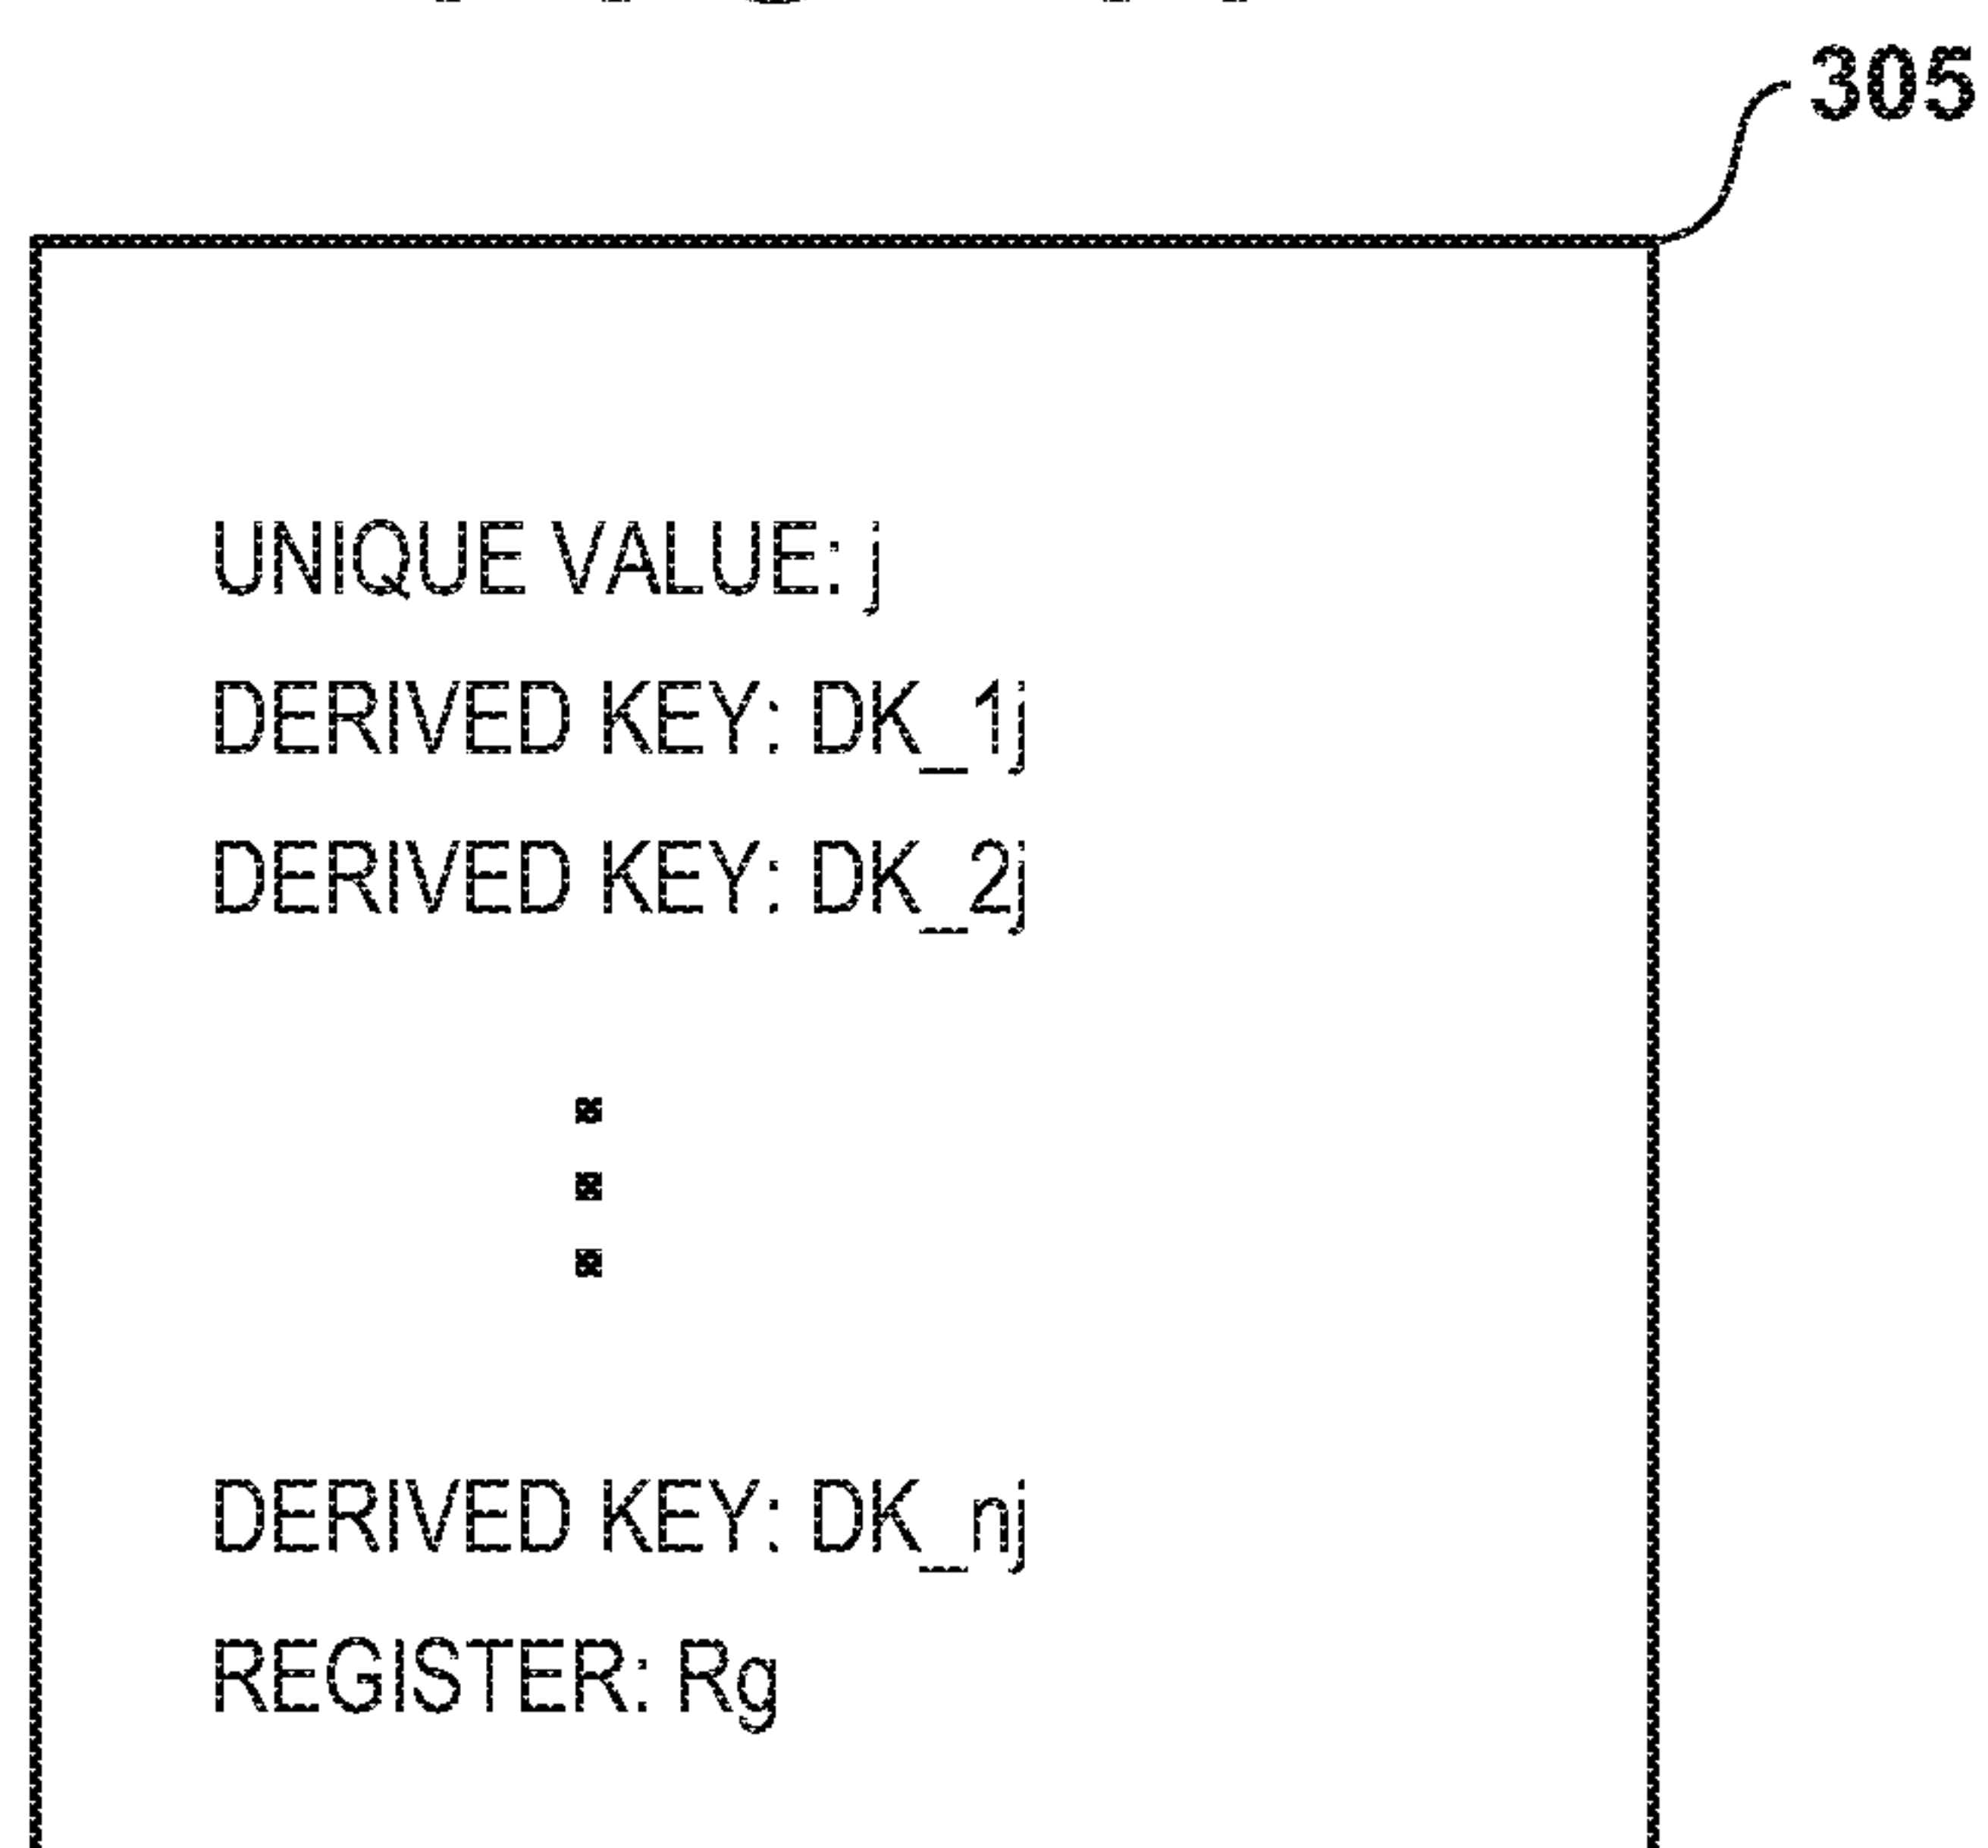 305
UNIQUE VALUE: j
DERIVED KEY: DK_1j
DERIVED KEY: DK_2j
DERIVED KEY: DK_nj
REGISTER: Rg